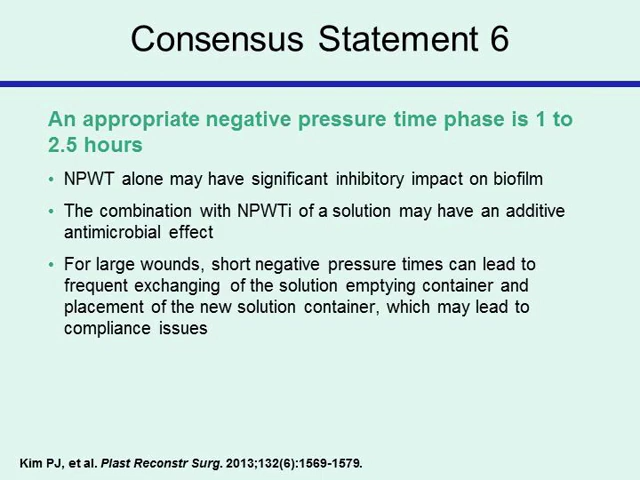 Consensus Statement 6
An appropriate negative pressure time phase is 1 to
2.5 hours
• NPWT alone may have significant inhibitory impact on biofilm
• The combination with NPWTi of a solution may have an additive
antimicrobial effect
• For large wounds, short negative pressure times can lead to
frequent exchanging of the solution emptying container and
placement of the new solution container, which may lead to
compliance issues
Kim PJ, et al. Plast Reconstr Surg. 2013;132(6):1569-1579.